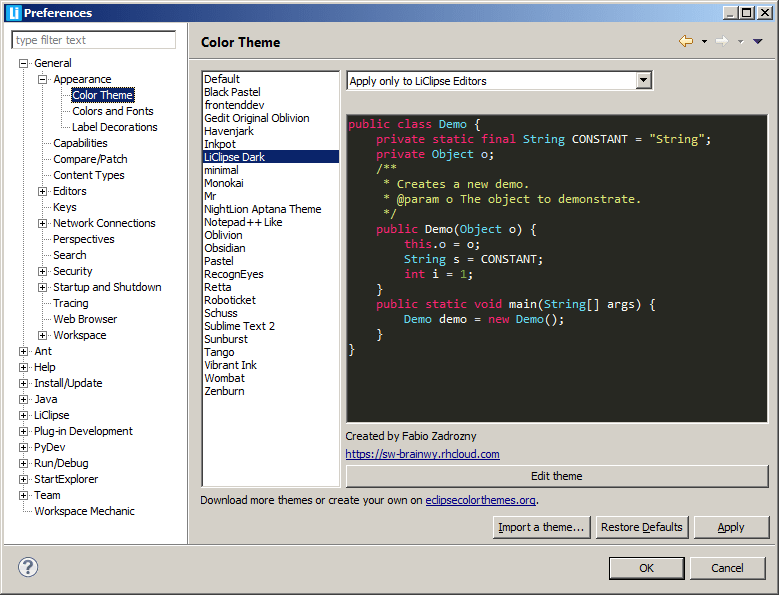 Li Preferences
type filter text
General
Appearance
Color Theme
Colors and Fonts
Label Decorations
Capabilities
Compare/Patch
Content Types
Editors
Keys
Network Connections
Perspectives
Search
Security
Startup and Shutdown
Tracing
Web Browser
Workspace
Ant
Help
Install/Update
Java
LiClipse
Plug-in Development
PyDev
Run/Debug
StartExplorer
Team
Workspace Mechanic
Color Theme
Default
Black Pastel
frontenddev
Gedit Original Oblivion
Havenjark
Inkpot
LiClipse Dark
minimal
Monokai
Mr
NightLion Aptana Theme
Notepad++ Like
Oblivion
Obsidian
Pastel
RecognEyes
Retta
Roboticket
Schuss
Sublime Text 2
Sunburst
Tango
Vibrant Ink
Wombat
Zenburn
Apply only to LiClipse Editors
public class Demo {
private static final String CONSTANT = "String";
private Object o;
/**
* Creates a new demo.
* @param o The object to demonstrate.
*/
public Demo(Object o) {
this.o = o;
String s = CONSTANT;
int i = 1;
}
public static void main(String[] args) {
Demo demo = new Demo();
}
}
Created by Fabio Zadrozny
https://sw-brainwy.rhcloud.com
Edit theme
Download more themes or create your own on eclipsecolorthemes.org.
Import a theme...
Restore Defaults
Apply
?
OK
Cancel